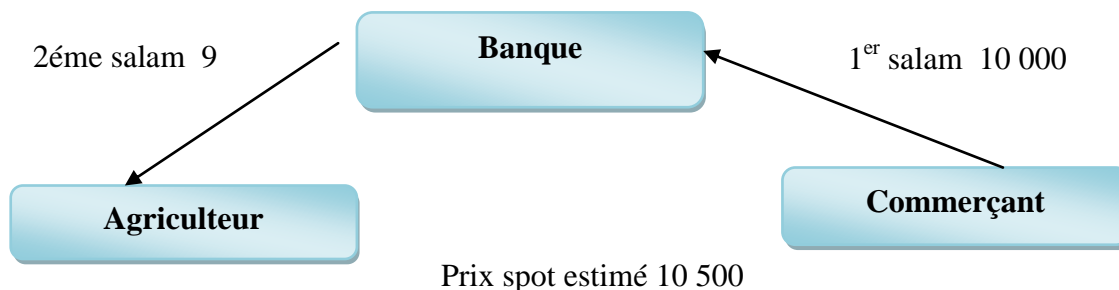 2éme salam 9
Banque
1er salam 10 000
Agriculteur
Commerçant
Prix spot estimé 10 500